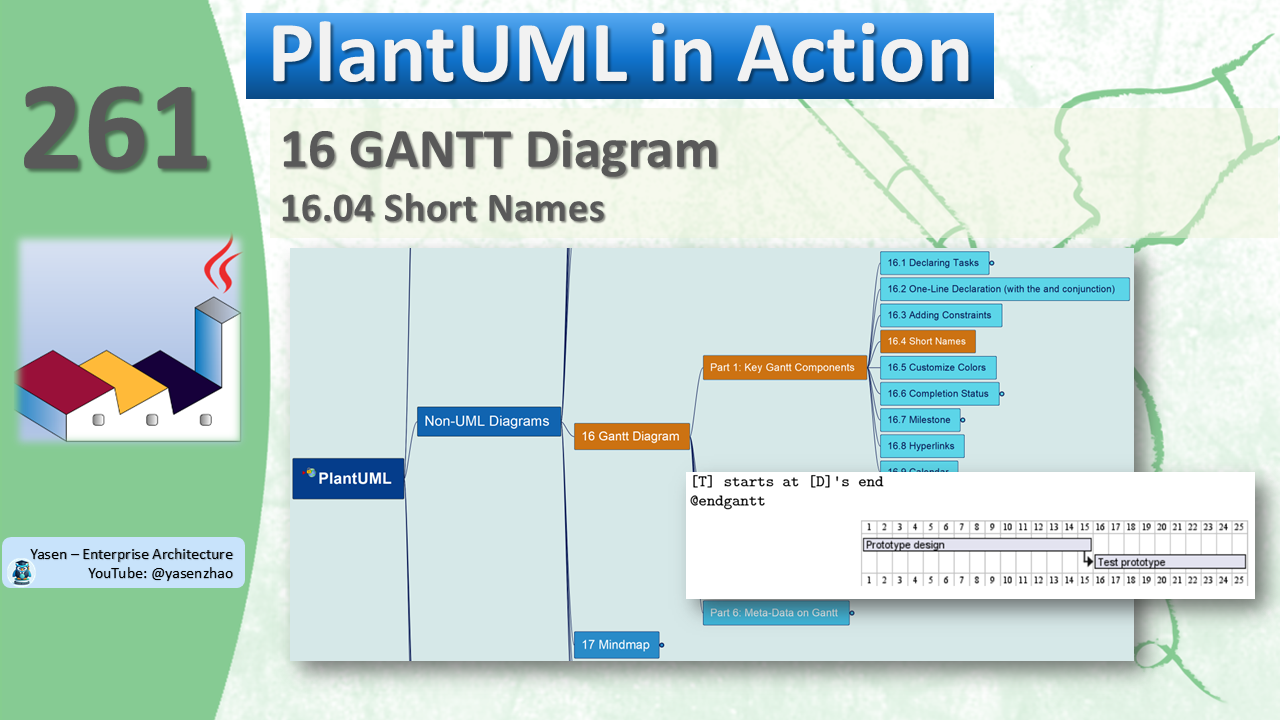 PlantUML in Action
261
16 GANTT Diagram
16.04 Short Names
16.1 Declaring Tasks
16.2 One-Line Declaration (with the and conjunction)
16.3 Adding Constraints
16.4 Short Names
Part 1: Key Gantt Components
16.5 Customize Colors
16.6 Completion Status
16.7 Milestone
16.8 Hyperlinks
16.9 Calendar
Non-UML Diagrams
16 Gantt Diagram
PlantUML
[T] starts at [D]'s end
@endgantt
1 2 3 4 5 6 7 8 9 10 11 12 13 14 15 16 17 18 19 20 21 22 23 24 25
Prototype design
Test prototype
1 2 3 4 5 6 7 8 9 10 11 12 13 14 15 16 17 18 19 20 21 22 23 24 25
Part 6: Meta-Data on Gantt
17 Mindmap
Yasen – Enterprise Architecture
YouTube: @yasenzhao